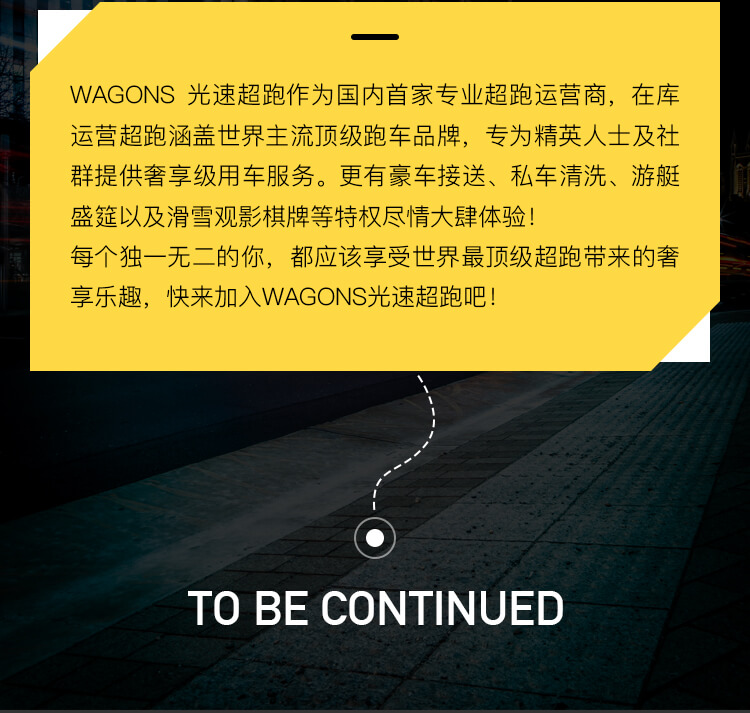 WAGONS 光速超跑作为国内首家专业超跑运营商，在库
运营超跑涵盖世界主流顶级跑车品牌，专为精英人士及社
群提供奢享级用车服务。更有豪车接送、私车清洗、游艇
盛筵以及滑雪观影棋牌等特权尽情大肆体验！
每个独一无二的你，都应该享受世界最顶级超跑带来的奢
享乐趣，快来加入WAGONS光速超跑吧！
TO BE CONTINUED